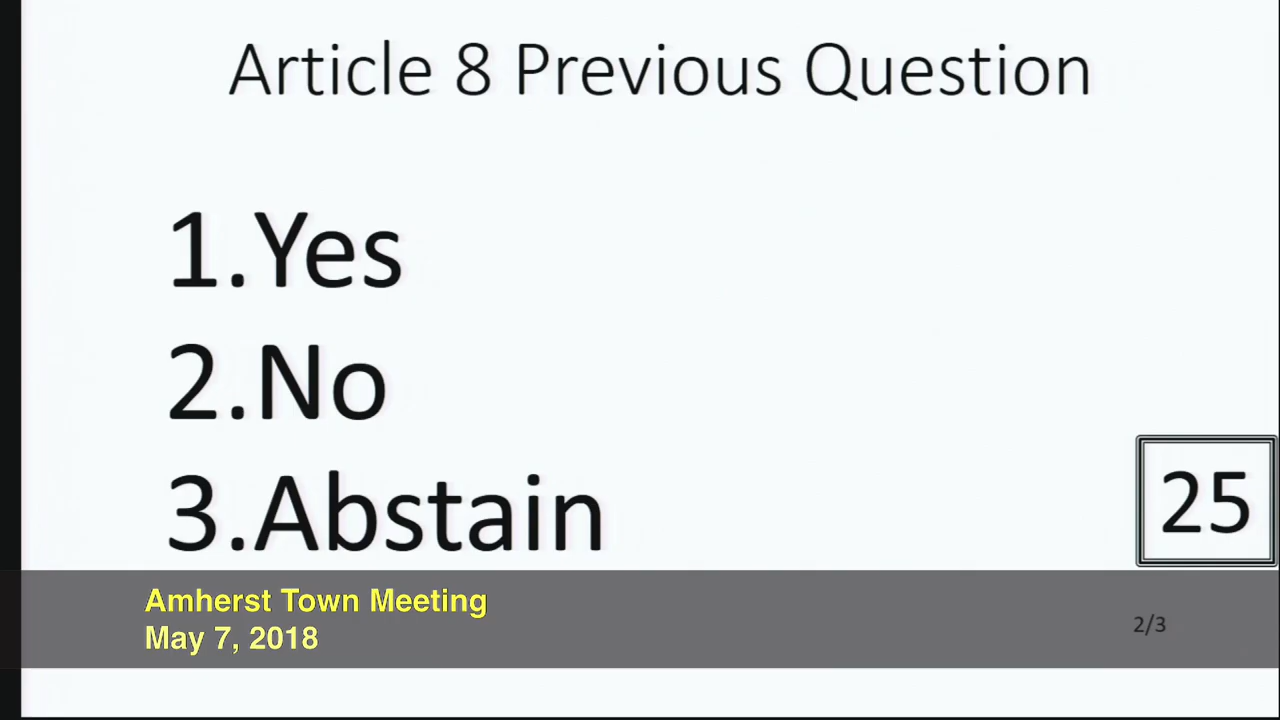 Article 8 Previous Question
1.Yes
2.No
3.Abstain
25
Amherst Town Meeting
May 7, 2018
2/3